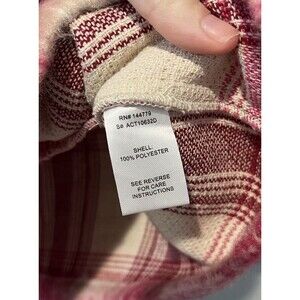 RN# 144779
S# ACT10632D
SHELL:
100% POLYESTER
SEE REVERSE
FOR CARE
INSTRUCTIONS